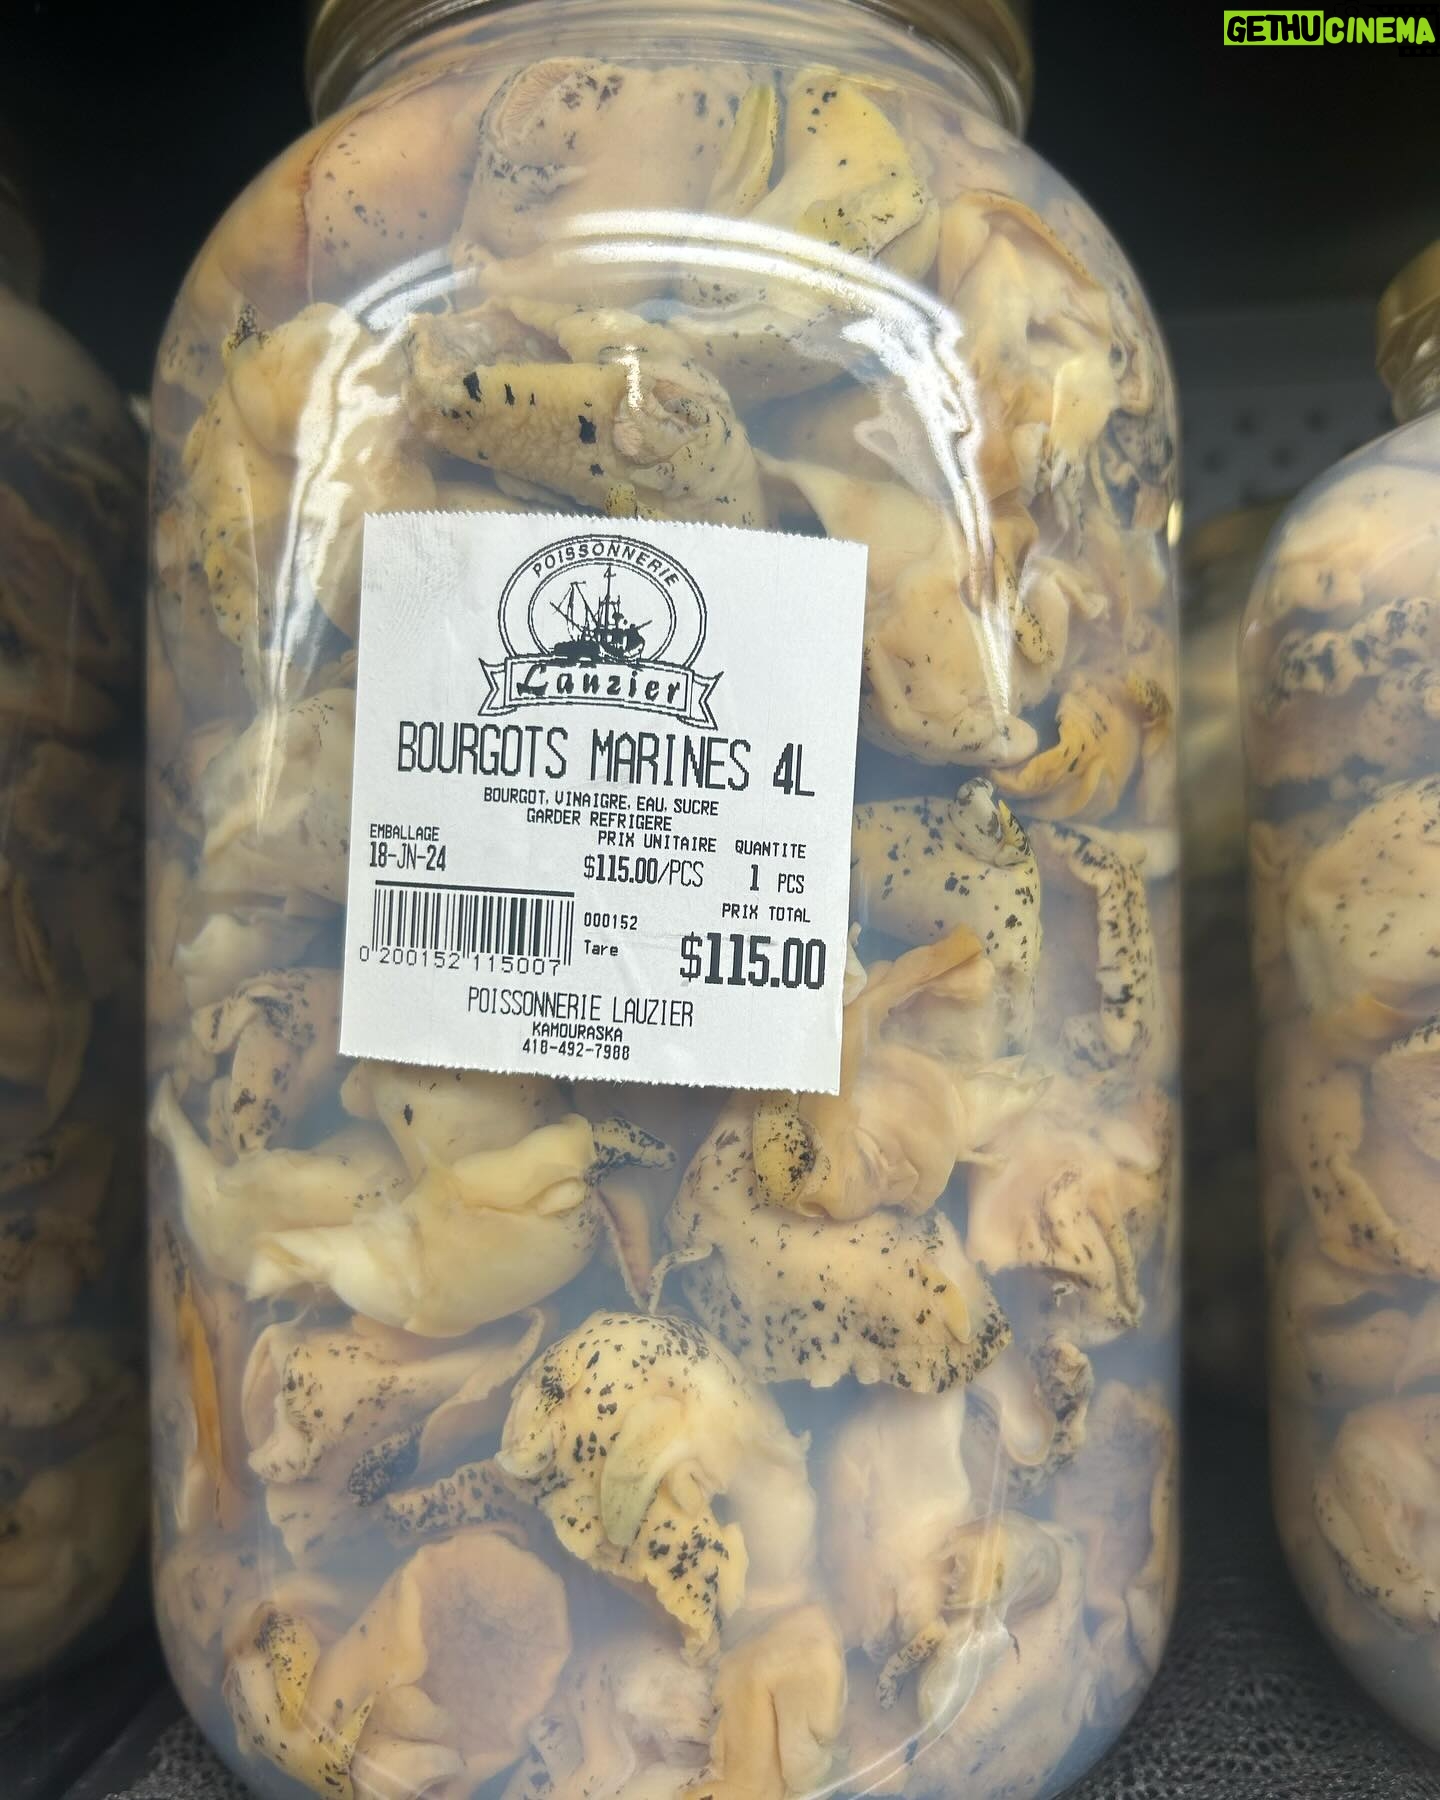 GETHUCINEMA
POISSONNERIE
Lauzier
BOURGOTS MARINES 4L
BOURGOT, VINAIGRE, EAU, SUCRE
GARDER REFRIGERE
EMBALLAGE PRIX UNITAIRE QUANTITE
18-JN-24 $115.00/PCS 1 PCS
000152 PRIX TOTAL
Tare $115.00
0 200152 115007
POISSONNERIE LAUZIER
KAMOURASKA
418-492-7988